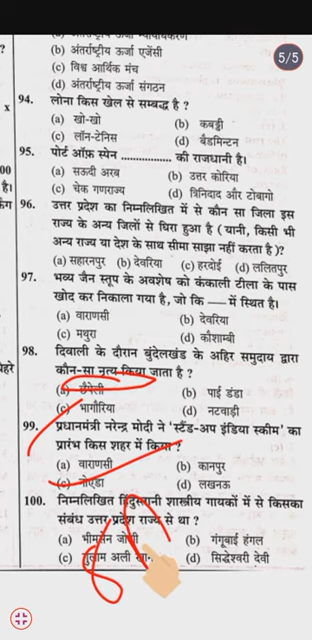 (b) अंतर्राष्ट्रीय ऊर्जा एजेंसी
5/5
(c) विश्व आर्थिक मंच
(d) अंतर्राष्ट्रीय ऊर्जा संगठन
94. लोना किस खेल से सम्बद्ध है ?
(a) खो-खो (b) कबड्डी
(c) लॉन-टेनिस (d) बैडमिन्टन
95. पोर्ट ऑफ़ स्पेन ................. की राजधानी है।
(a) सऊदी अरब (b) उत्तर कोरिया
(c) चेक गणराज्य (d) त्रिनिदाद और टोबागो
96. उत्तर प्रदेश का निम्नलिखित में से कौन सा जिला इस
राज्य के अन्य जिलों से घिरा हुआ है ( यानी, किसी भी
अन्य राज्य या देश के साथ सीमा साझा नहीं करता है )?
(a) सहारनपुर (b) देवरिया (c) हरदोई (d) ललितपुर
97. भव्य जैन स्तूप के अवशेष को कंकाली टीला के पास
खोद कर निकाला गया है, जो कि — में स्थित है।
(a) वाराणसी (b) देवरिया
(c) मथुरा (d) कौशाम्बी
98. दिवाली के दौरान बुंदेलखंड के अहिर समुदाय द्वारा
कौन-सा नृत्य किया जाता है ?
(a) छपेली (b) पाई डंडा
(c) भागौरिया (d) नटवाड़ी
99. प्रधानमंत्री नरेन्द्र मोदी ने 'स्टैंड-अप इंडिया स्कीम' का
प्रारंभ किस शहर में किया ?
(a) वाराणसी (b) कानपुर
(c) नोएडा (d) लखनऊ
100. निम्नलिखित हिंदुस्तानी शास्त्रीय गायकों में से किसका
संबंध उत्तर प्रदेश राज्य से था ?
(a) भीमसेन जोशी (b) गंगूबाई हंगल
(c) गुलाम अली खान (d) सिद्धेश्वरी देवी